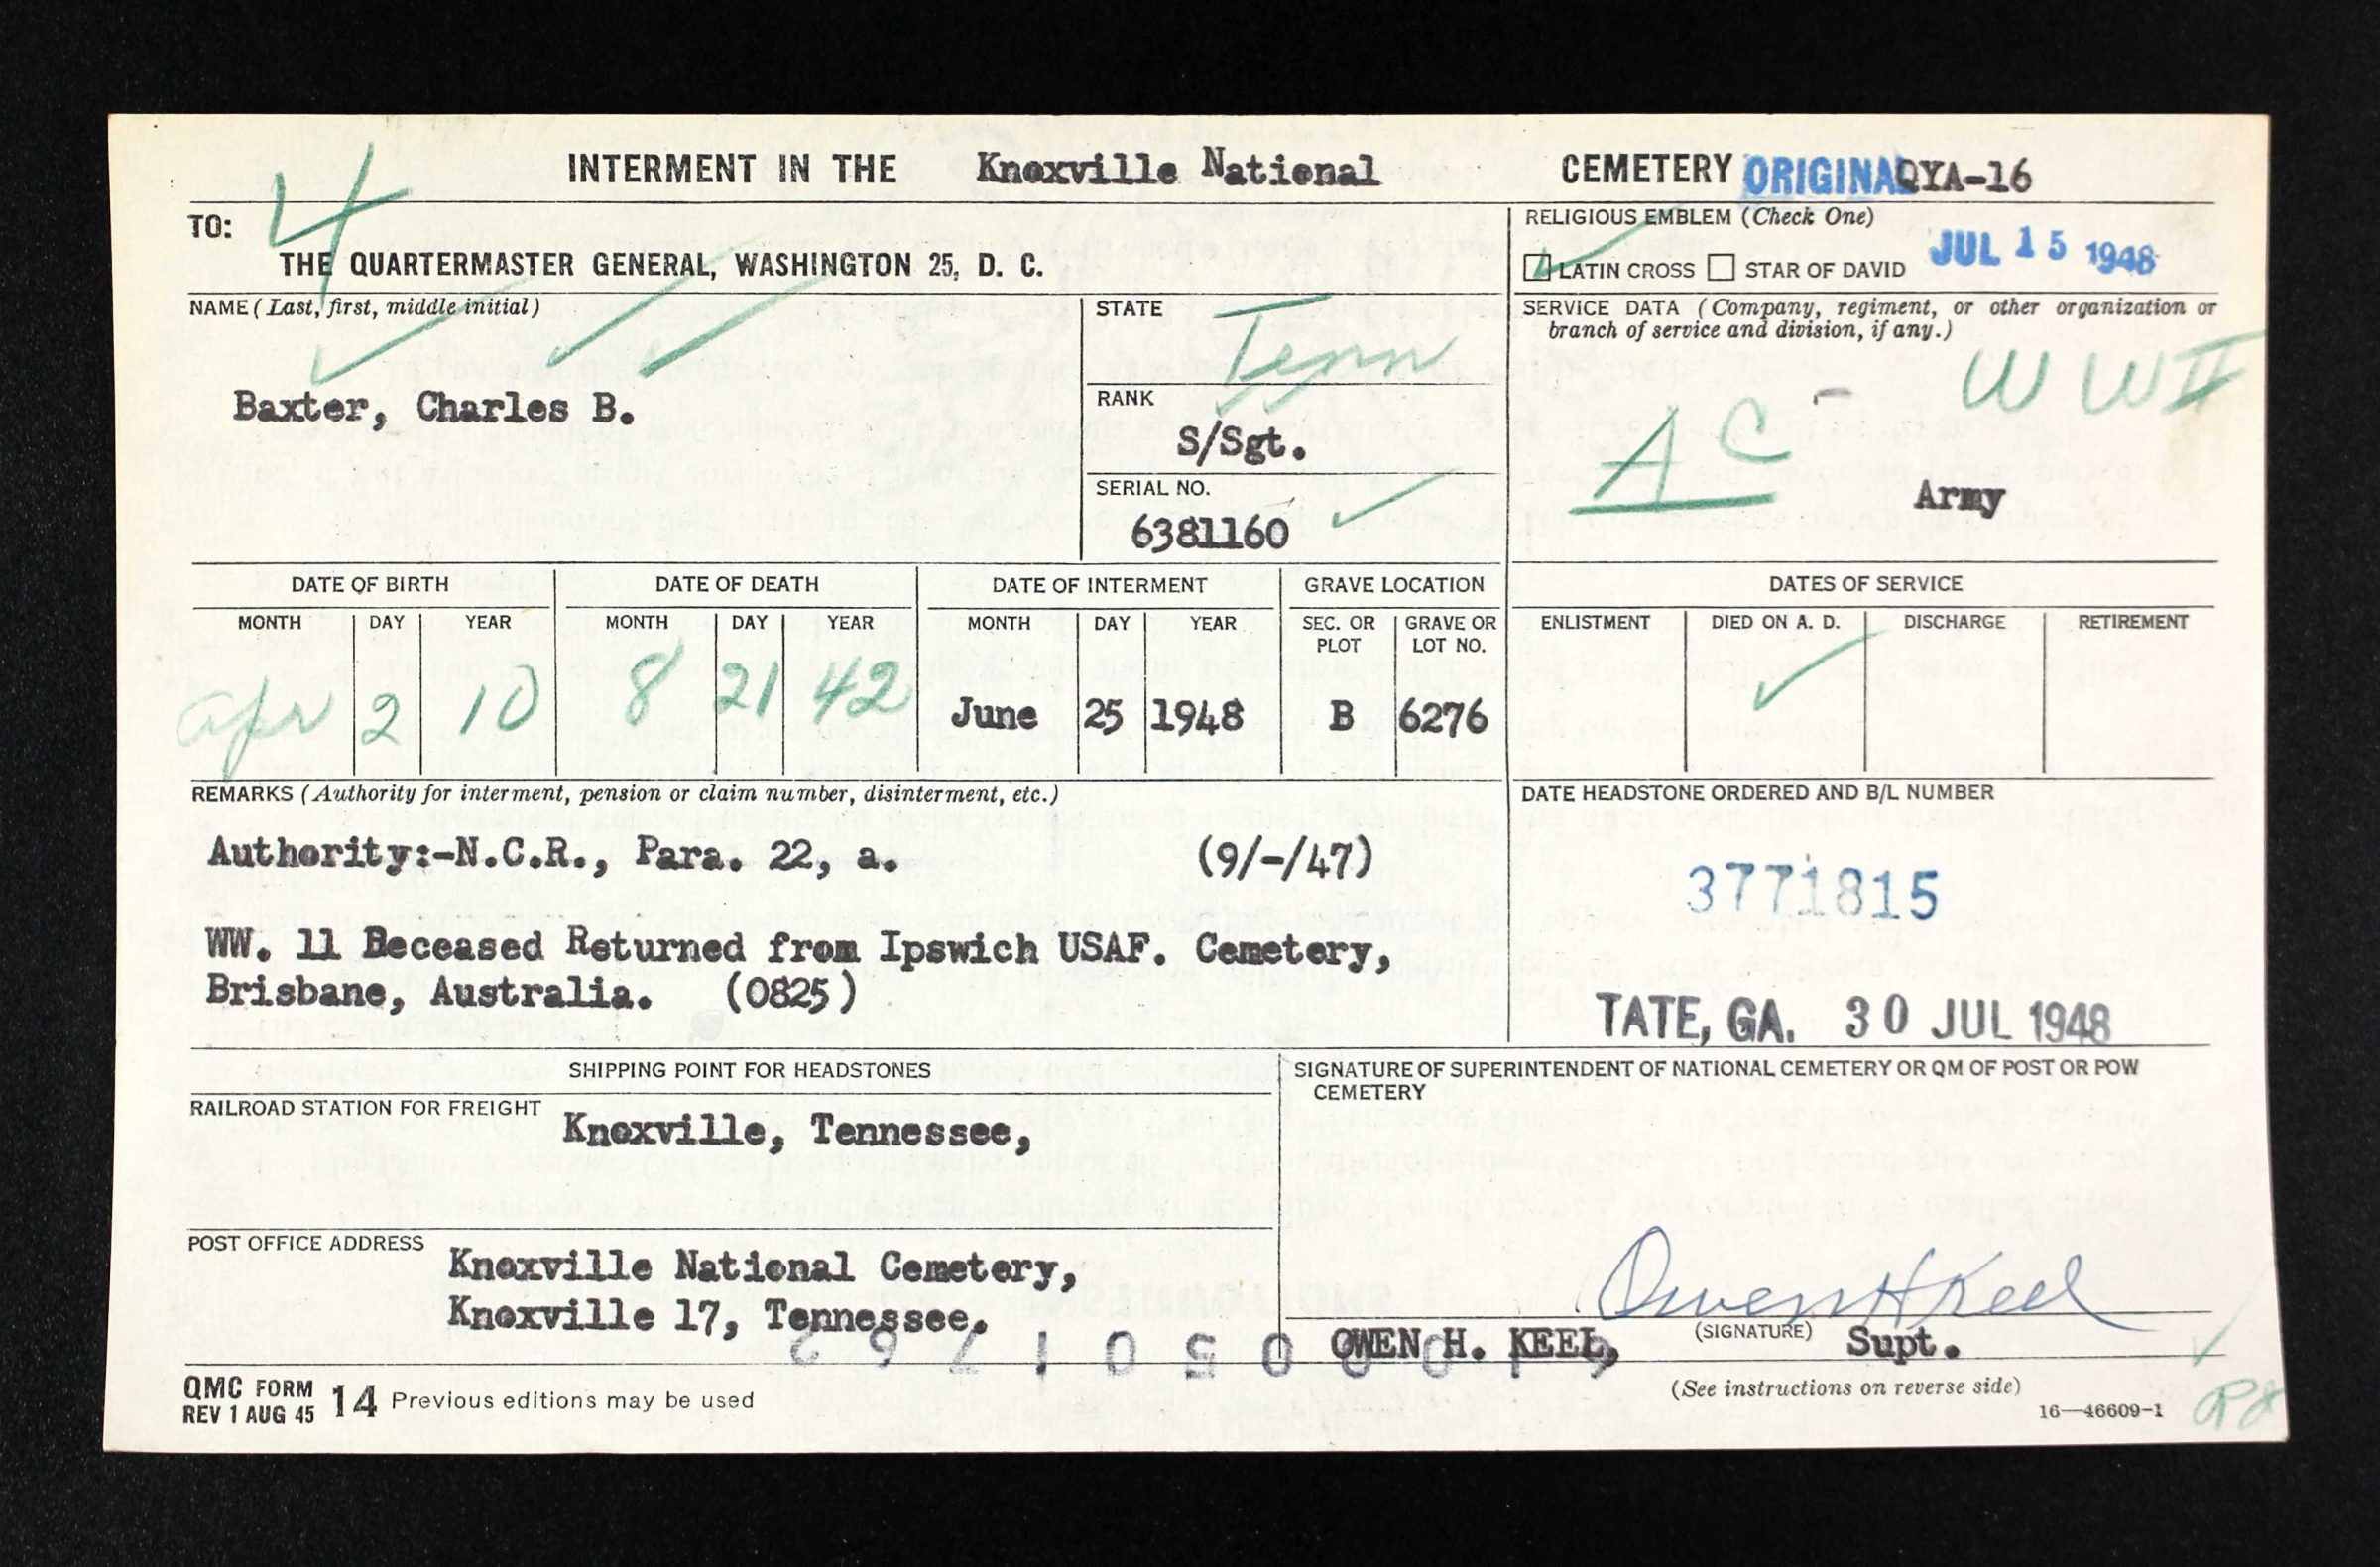 INTERMENT IN THE Knoxville National CEMETERY ORIGINAL QYA-16
TO:
4
THE QUARTERMASTER GENERAL, WASHINGTON 25, D. C.
RELIGIOUS EMBLEM (Check One)
LATIN CROSS STAR OF DAVID
JUL 15 1948
NAME (Last, first, middle initial)
Baxter, Charles B.
STATE
Tenn
RANK
S/Sgt.
SERIAL NO.
6381160
SERVICE DATA (Company, regiment, or other organization or
branch of service and division, if any.)
WW II
AC
Army
DATE OF BIRTH
MONTH DAY YEAR
Apr 2 10
DATE OF DEATH
MONTH DAY YEAR
8 21 42
DATE OF INTERMENT
MONTH DAY YEAR
June 25 1948
GRAVE LOCATION
SEC. OR PLOT
GRAVE OR LOT NO.
B 6276
DATES OF SERVICE
ENLISTMENT DIED ON A. D. DISCHARGE RETIREMENT
REMARKS (Authority for interment, pension or claim number, disinterment, etc.)
Authority:-N.C.R., Para. 22, a. (9/-/47)
WW. 11 Deceased Returned from Ipswich USAF. Cemetery,
Brisbane, Australia. (0825)
DATE HEADSTONE ORDERED AND B/L NUMBER
3771815
TATE, GA. 30 JUL 1948
SHIPPING POINT FOR HEADSTONES
RAILROAD STATION FOR FREIGHT
Knoxville, Tennessee,
POST OFFICE ADDRESS
Knoxville National Cemetery,
Knoxville 17, Tennessee.
SIGNATURE OF SUPERINTENDENT OF NATIONAL CEMETERY OR QM OF POST OR POW
CEMETERY
Owen H Keel
OWEN H. KEEL, (SIGNATURE) Supt.
(See instructions on reverse side)
QMC FORM 14 Previous editions may be used
REV 1 AUG 45
16—46609-1